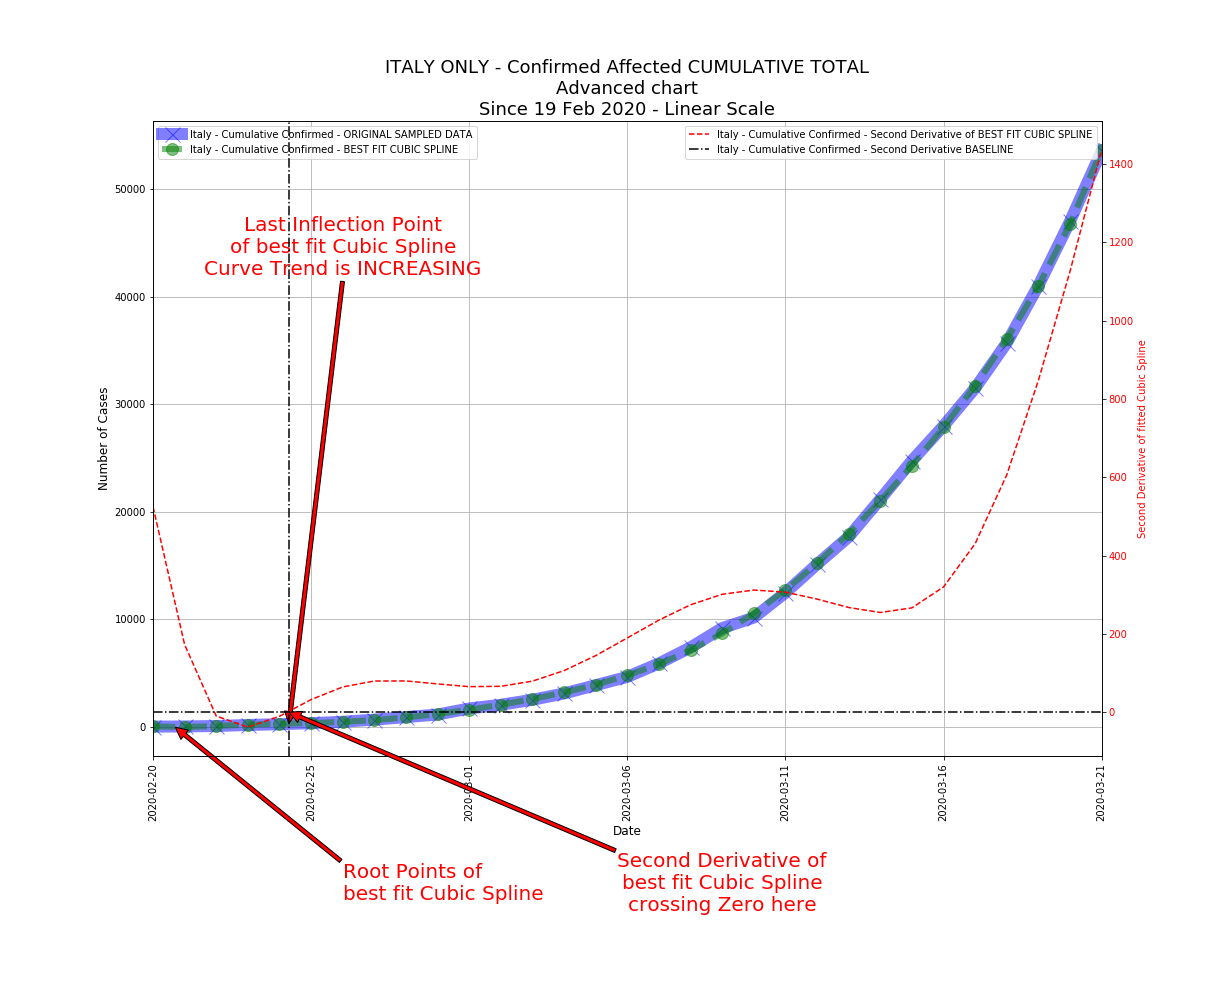 ITALY ONLY - Confirmed Affected CUMULATIVE TOTAL
Advanced chart
Since 19 Feb 2020 - Linear Scale
Italy - Cumulative Confirmed - ORIGINAL SAMPLED DATA
Italy - Cumulative Confirmed - BEST FIT CUBIC SPLINE
Italy - Cumulative Confirmed - Second Derivative of BEST FIT CUBIC SPLINE
Italy - Cumulative Confirmed - Second Derivative BASELINE
Last Inflection Point
of best fit Cubic Spline
Curve Trend is INCREASING
Number of Cases
50000
40000
30000
20000
10000
0
1400
1200
1000
800
600
400
200
0
Second Derivative of fitted Cubic Spline
2020-02-20
2020-02-25
2020-03-01
2020-03-06
2020-03-11
2020-03-16
2020-03-21
Date
Root Points of
best fit Cubic Spline
Second Derivative of
best fit Cubic Spline
crossing Zero here